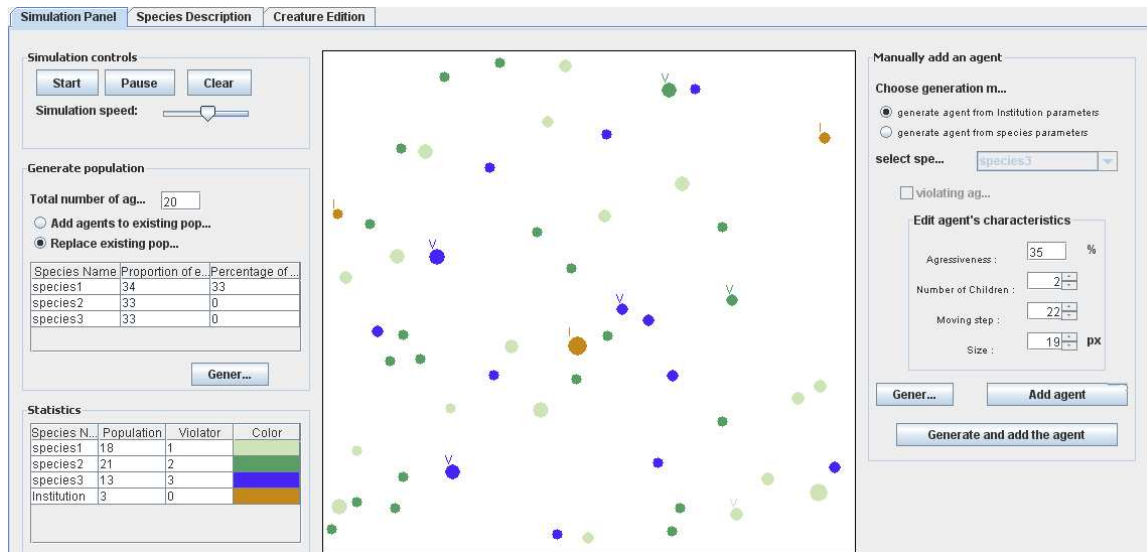 Simulation Panel Species Description Creature Edition
Simulation controls
Start Pause Clear
Simulation speed:
Generate population
Total number of ag... 20
Add agents to existing pop...
Replace existing pop...
Species Name Proportion of e... Percentage of ...
species1 34 33
species2 33 0
species3 33 0
Gener...
Statistics
Species N... Population Violator Color
species1 18 1
species2 21 2
species3 13 3
Institution 3 0
V
I
I
V
V
V
I
V
V
Manually add an agent
Choose generation m...
generate agent from Institution parameters
generate agent from species parameters
select spe... species3
violating ag...
Edit agent's characteristics
Agressiveness : 35 %
Number of Children : 2
Moving step : 22
Size : 19 px
Gener... Add agent
Generate and add the agent